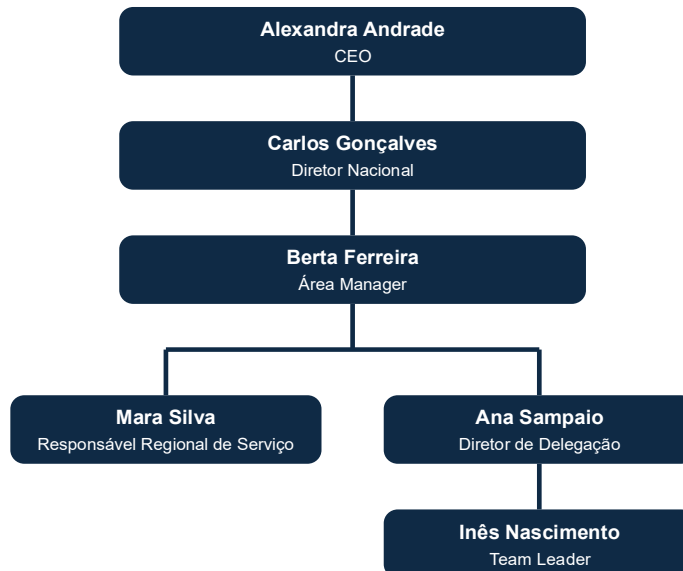 Alexandra Andrade
CEO
Carlos Gonçalves
Diretor Nacional
Berta Ferreira
Área Manager
Mara Silva
Responsável Regional de Serviço
Ana Sampaio
Diretor de Delegação
Inês Nascimento
Team Leader